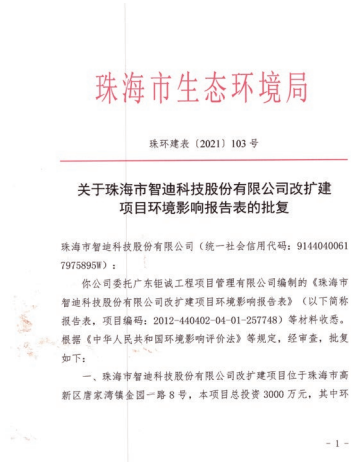 珠海市生态环境局
珠环建表〔2021〕103号
关于珠海市智迪科技股份有限公司改扩建
项目环境影响报告表的批复
珠海市智迪科技股份有限公司（统一社会信用代码：9144040061
7975895W）：
你公司委托广东钜诚工程项目管理有限公司编制的《珠海市
智迪科技股份有限公司改扩建项目环境影响报告表》（以下简称
报告表，项目编码：2012-440402-04-01-257748）等材料收悉。
根据《中华人民共和国环境影响评价法》等规定，经审查，批复
如下：
一、珠海市智迪科技股份有限公司改扩建项目位于珠海市高
新区唐家湾镇金园一路8号，本项目总投资3000万元，其中环
- 1 -